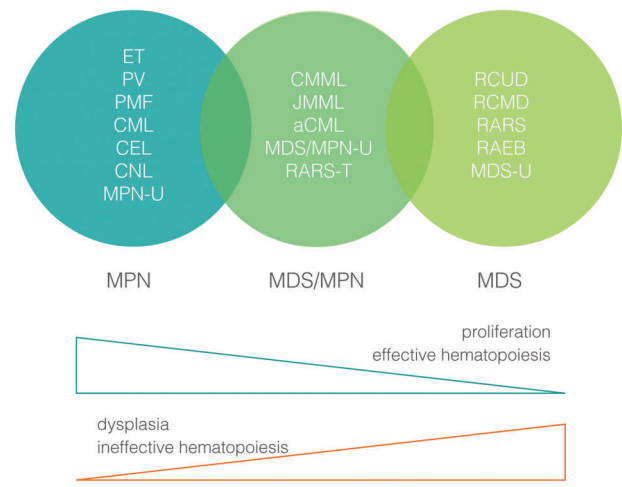 ET
PV
PMF
CML
CEL
CNL
MPN-U
CMML
JMML
aCML
MDS/MPN-U
RARS-T
RCUD
RCMD
RARS
RAEB
MDS-U
MPN
MDS/MPN
MDS
proliferation
effective hematopoiesis
dysplasia
ineffective hematopoiesis